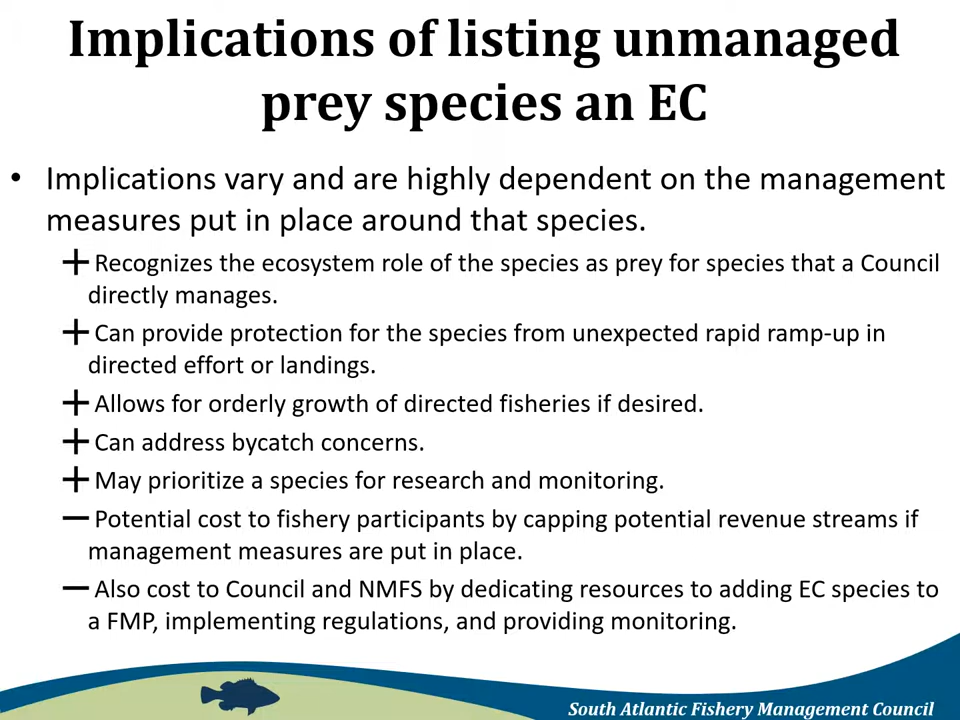 Implications of listing unmanaged
prey species an EC
• Implications vary and are highly dependent on the management
measures put in place around that species.
+ Recognizes the ecosystem role of the species as prey for species that a Council
directly manages.
+ Can provide protection for the species from unexpected rapid ramp-up in
directed effort or landings.
+ Allows for orderly growth of directed fisheries if desired.
+ Can address bycatch concerns.
+ May prioritize a species for research and monitoring.
− Potential cost to fishery participants by capping potential revenue streams if
management measures are put in place.
− Also cost to Council and NMFS by dedicating resources to adding EC species to
a FMP, implementing regulations, and providing monitoring.
South Atlantic Fishery Management Council